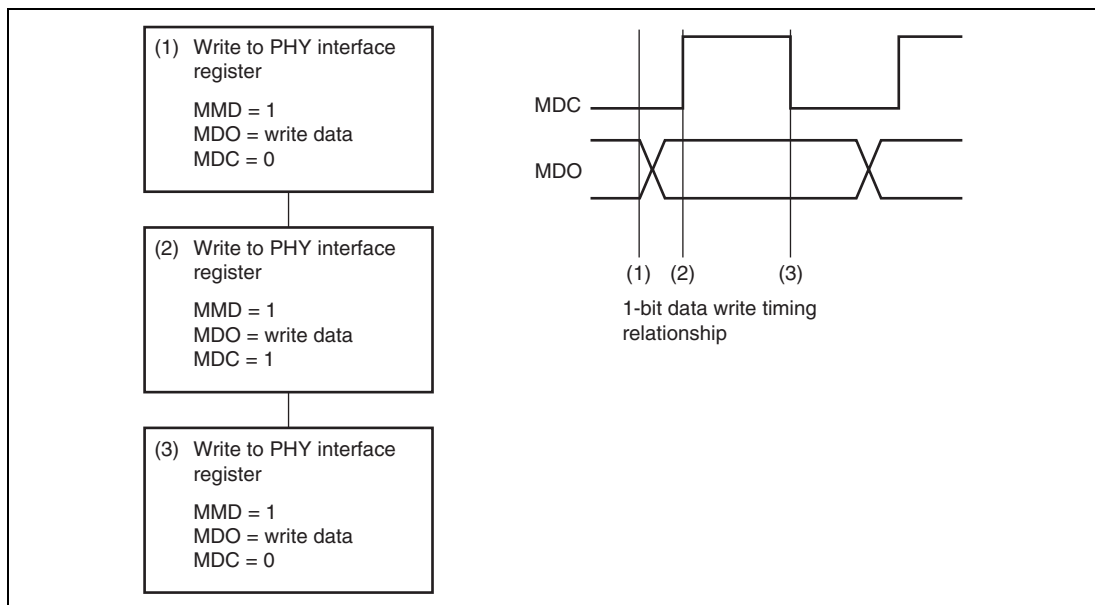 (1) Write to PHY interface
register
MMD = 1
MDO = write data
MDC = 0
(2) Write to PHY interface
register
MMD = 1
MDO = write data
MDC = 1
(3) Write to PHY interface
register
MMD = 1
MDO = write data
MDC = 0
MDC
MDO
(1) (2) (3)
1-bit data write timing
relationship